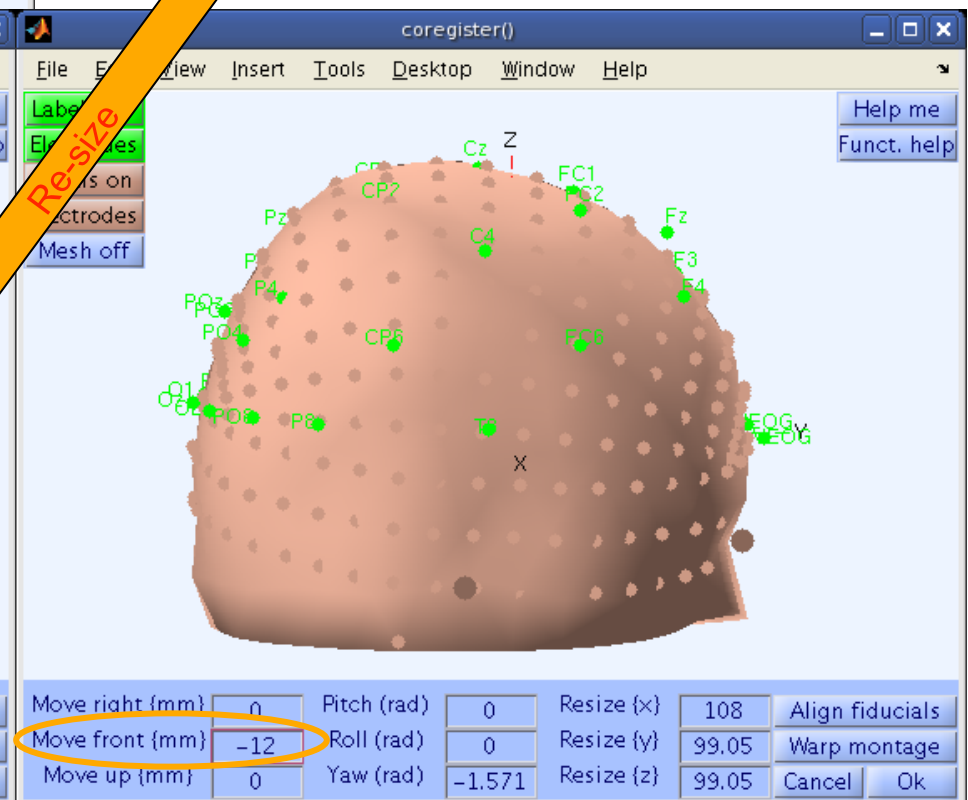 coregister()
File
View Insert Tools Desktop Window Help
Re-size
Help me
Funct. help
Mesh off
Z
Cz
CP2
FC1
FC2
Pz
Fz
C4
F3
P4
F4
POz
PO4
CP6
FC6
O1
Oz
PO8
P8
T8
EOG
Y
X
Move right {mm} 0 Pitch (rad) 0 Resize {x} 108 Align fiducials
Move front {mm} -12 Roll (rad) 0 Resize {y} 99.05 Warp montage
Move up {mm} 0 Yaw (rad) -1.571 Resize {z} 99.05 Cancel Ok